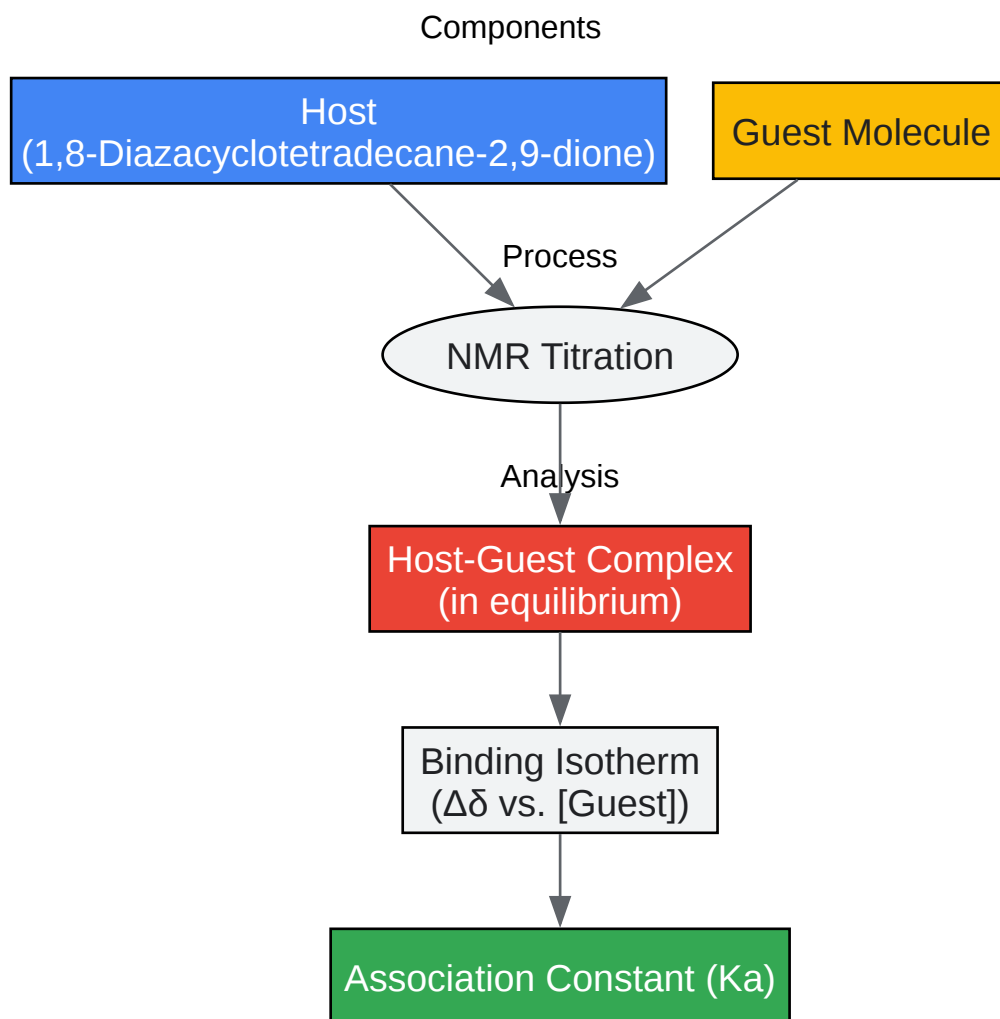 Components
Host
(1,8-Diazacyclotetradecane-2,9-dione)
Guest Molecule
Process
NMR Titration
Analysis
Host-Guest Complex
(in equilibrium)
Binding Isotherm
(Δδ vs. [Guest])
Association Constant (Ka)